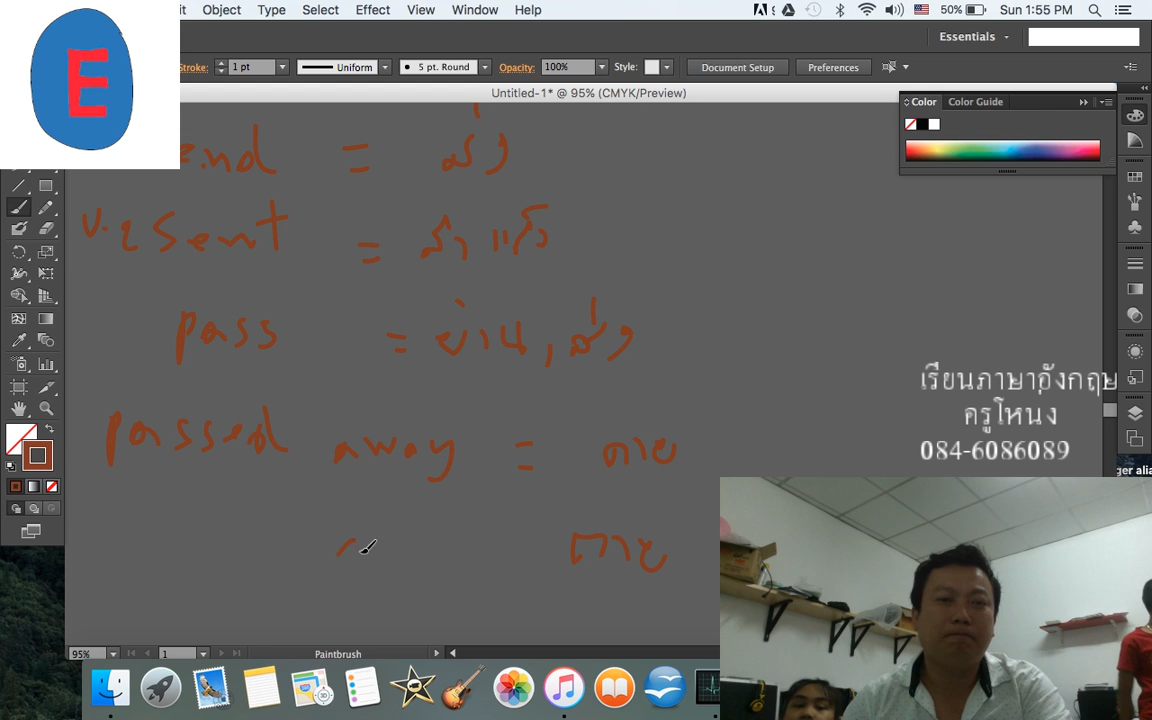 Object Type Select Effect View Window Help 50% Sun 1:55 PM
Essentials
Stroke: 1 pt Uniform 5 pt. Round Opacity: 100% Style: Document Setup Preferences
E
Untitled-1* @ 95% (CMYK/Preview)
Color Color Guide
end = ส่ง
v.2 sent = ส่งแล้ว
pass = ผ่าน, ส่ง
เรียนภาษาอังกฤษ
ครูโหนง
084-6086089
passed away = ตาย
ตาย
95% 1 Paintbrush